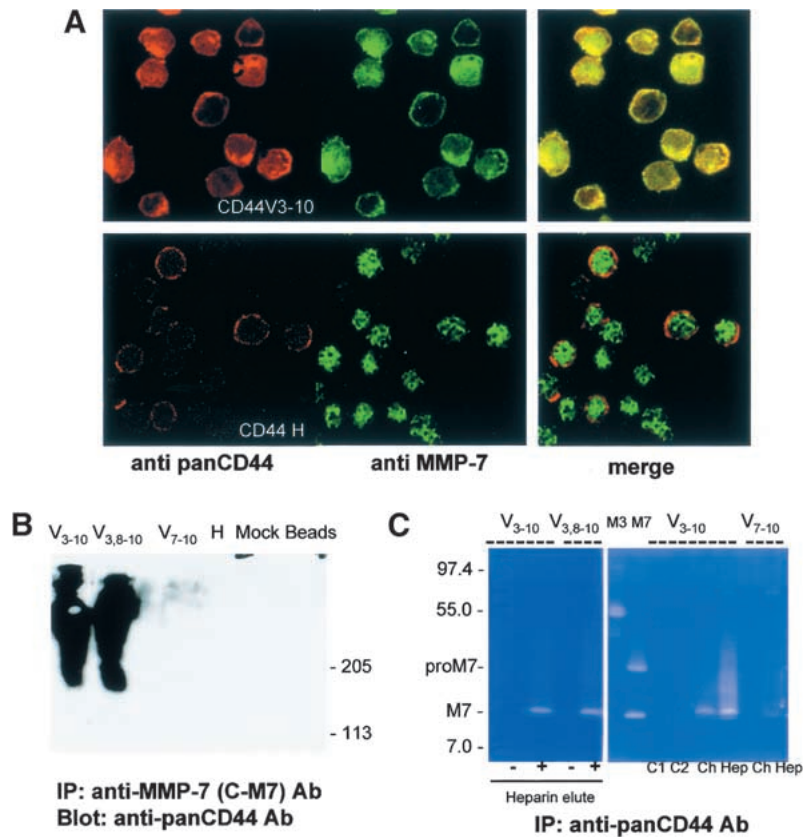 A
CD44V3-10
CD44 H
anti panCD44 anti MMP-7 merge
B
V3-10 V3,8-10 V7-10 H Mock Beads
- 205
- 113
IP: anti-MMP-7 (C-M7) Ab
Blot: anti-panCD44 Ab
C
V3-10 V3,8-10 M3 M7 V3-10 V7-10
97.4 -
55.0 -
proM7-
M7 -
7.0 -
- + - + C1 C2 Ch Hep Ch Hep
Heparin elute
IP: anti-panCD44 Ab